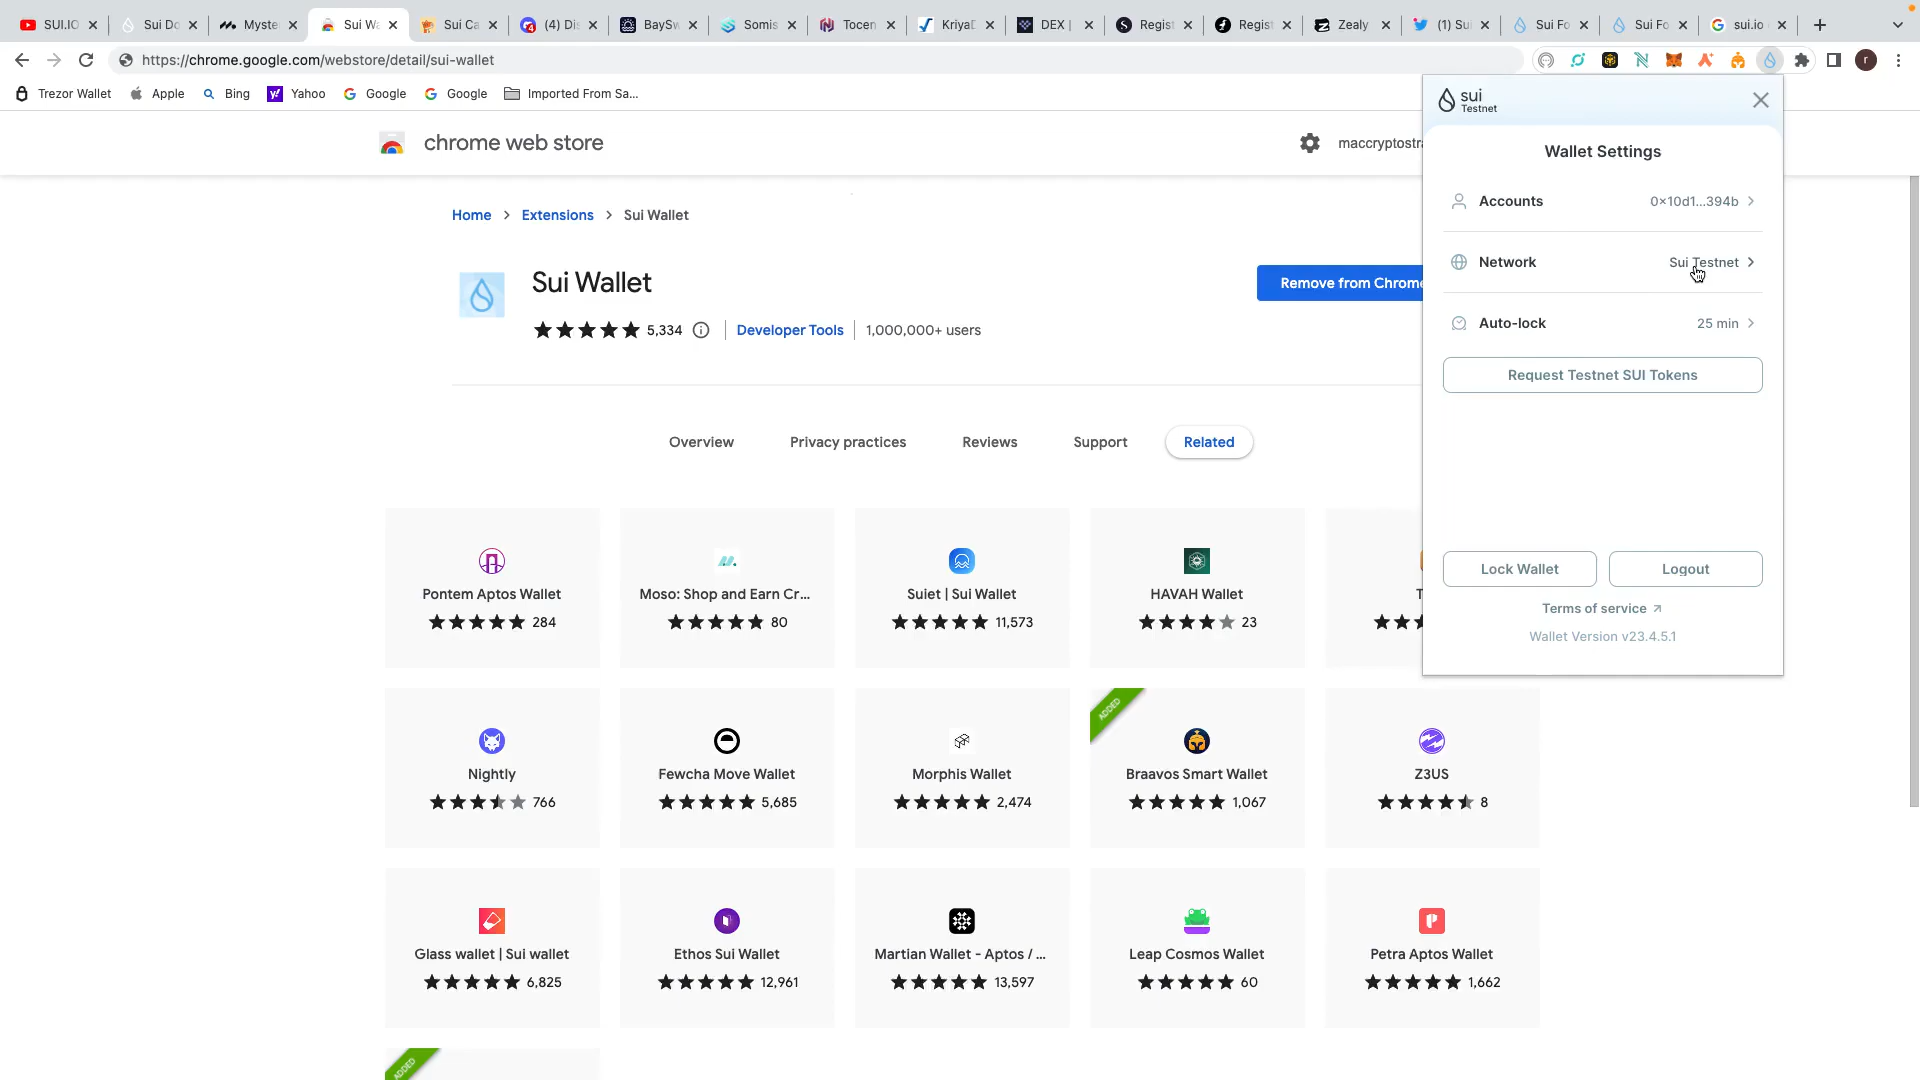 SUI.IO
Sui Do
Myste
Sui Wa
Sui Ca
(4) Dis
BaySw
Somis
Tocen
KriyaD
DEX |
Regist
Regist
Zealy
(1) Sui
Sui Fo
Sui Fo
sui.io
https://chrome.google.com/webstore/detail/sui-wallet
r
Trezor Wallet
Apple
Bing
Yahoo
Google
Google
Imported From Sa...
chrome web store
maccryptostra
Home > Extensions > Sui Wallet
Sui Wallet
Remove from Chrome
5,334
Developer Tools
1,000,000+ users
Overview
Privacy practices
Reviews
Support
Related
Pontem Aptos Wallet
284
Moso: Shop and Earn Cr...
80
Suiet | Sui Wallet
11,573
HAVAH Wallet
23
T
Nightly
766
Fewcha Move Wallet
5,685
Morphis Wallet
2,474
ADDED
Braavos Smart Wallet
1,067
Z3US
8
Glass wallet | Sui wallet
6,825
Ethos Sui Wallet
12,961
Martian Wallet - Aptos / ...
13,597
Leap Cosmos Wallet
60
Petra Aptos Wallet
1,662
ADDED
sui
Testnet
Wallet Settings
Accounts
0×10d1...394b
Network
Sui Testnet
Auto-lock
25 min
Request Testnet SUI Tokens
Lock Wallet
Logout
Terms of service
Wallet Version v23.4.5.1